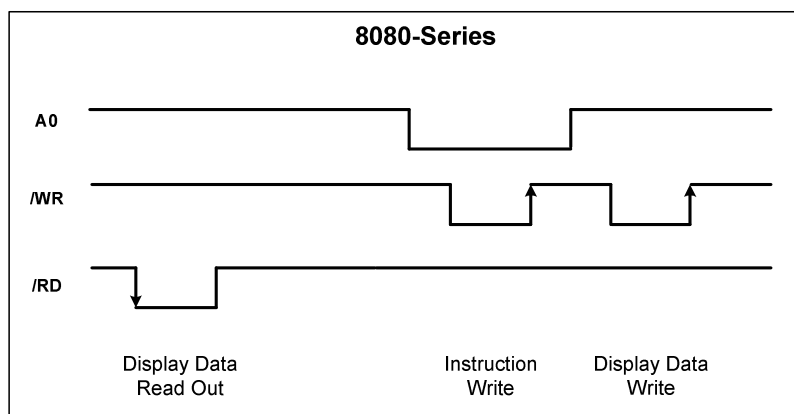 8080-Series
A0
/WR
/RD
Display Data
Read Out
Instruction
Write
Display Data
Write